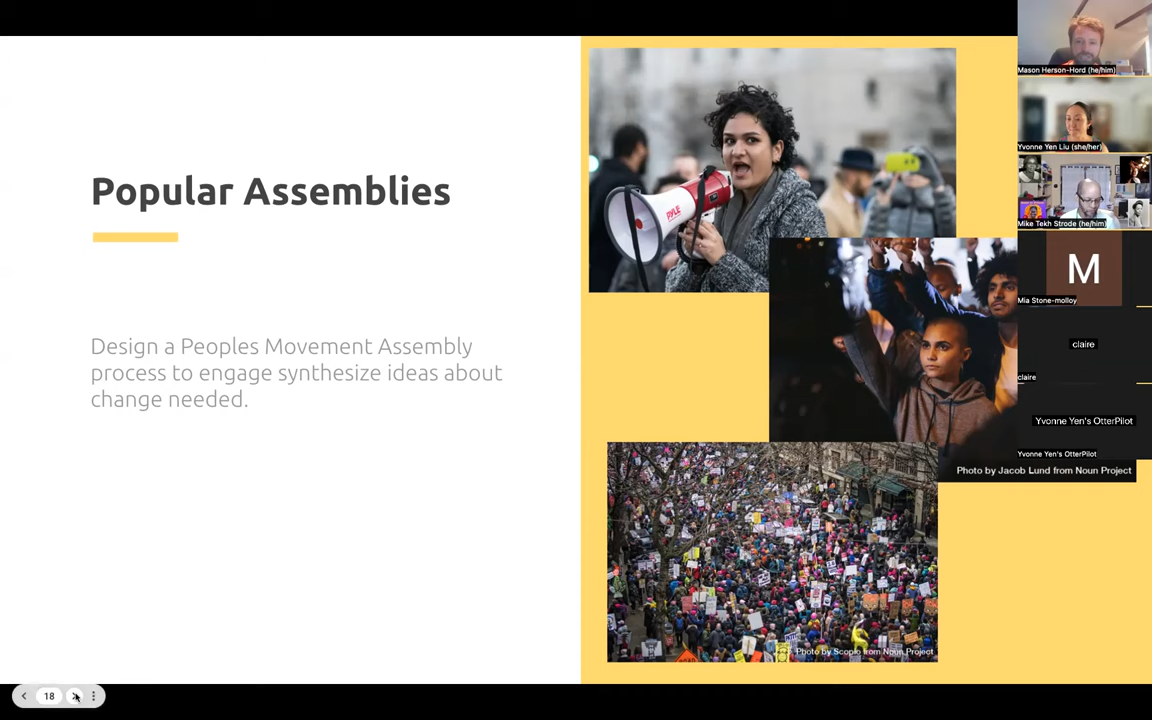 Popular Assemblies
Design a Peoples Movement Assembly
process to engage synthesize ideas about
change needed.
PYLE
Photo by Jacob Lund from Noun Project
Photo by Scopio from Noun Project
18
Mason Herson-Hord (he/him)
Yvonne Yen Liu (she/her)
Mike Tekh Strode (he/him)
M
Mia Stone-molloy
claire
claire
Yvonne Yen's OtterPilot
Yvonne Yen's OtterPilot